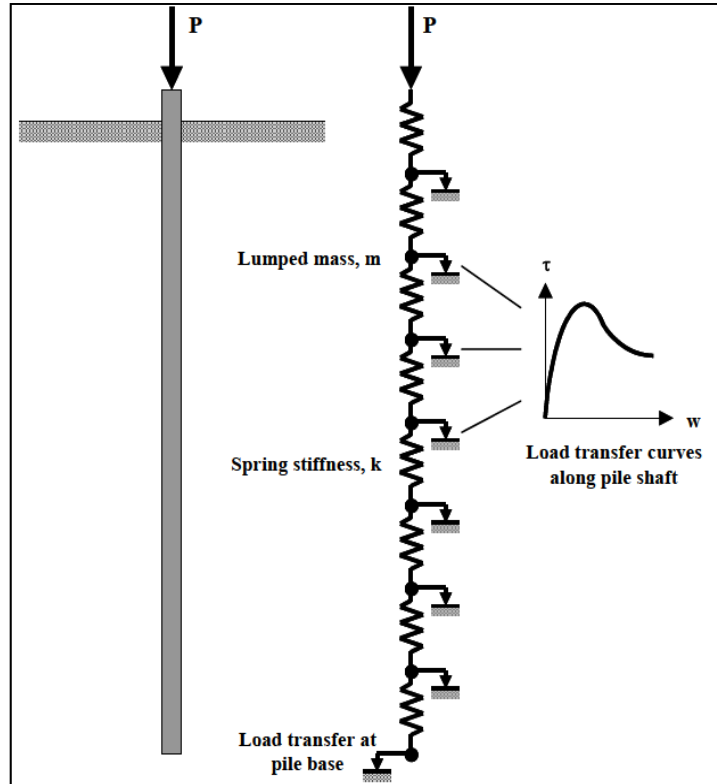 P
P
Lumped mass, m
τ
w
Load transfer curves
along pile shaft
Spring stiffness, k
Load transfer at
pile base